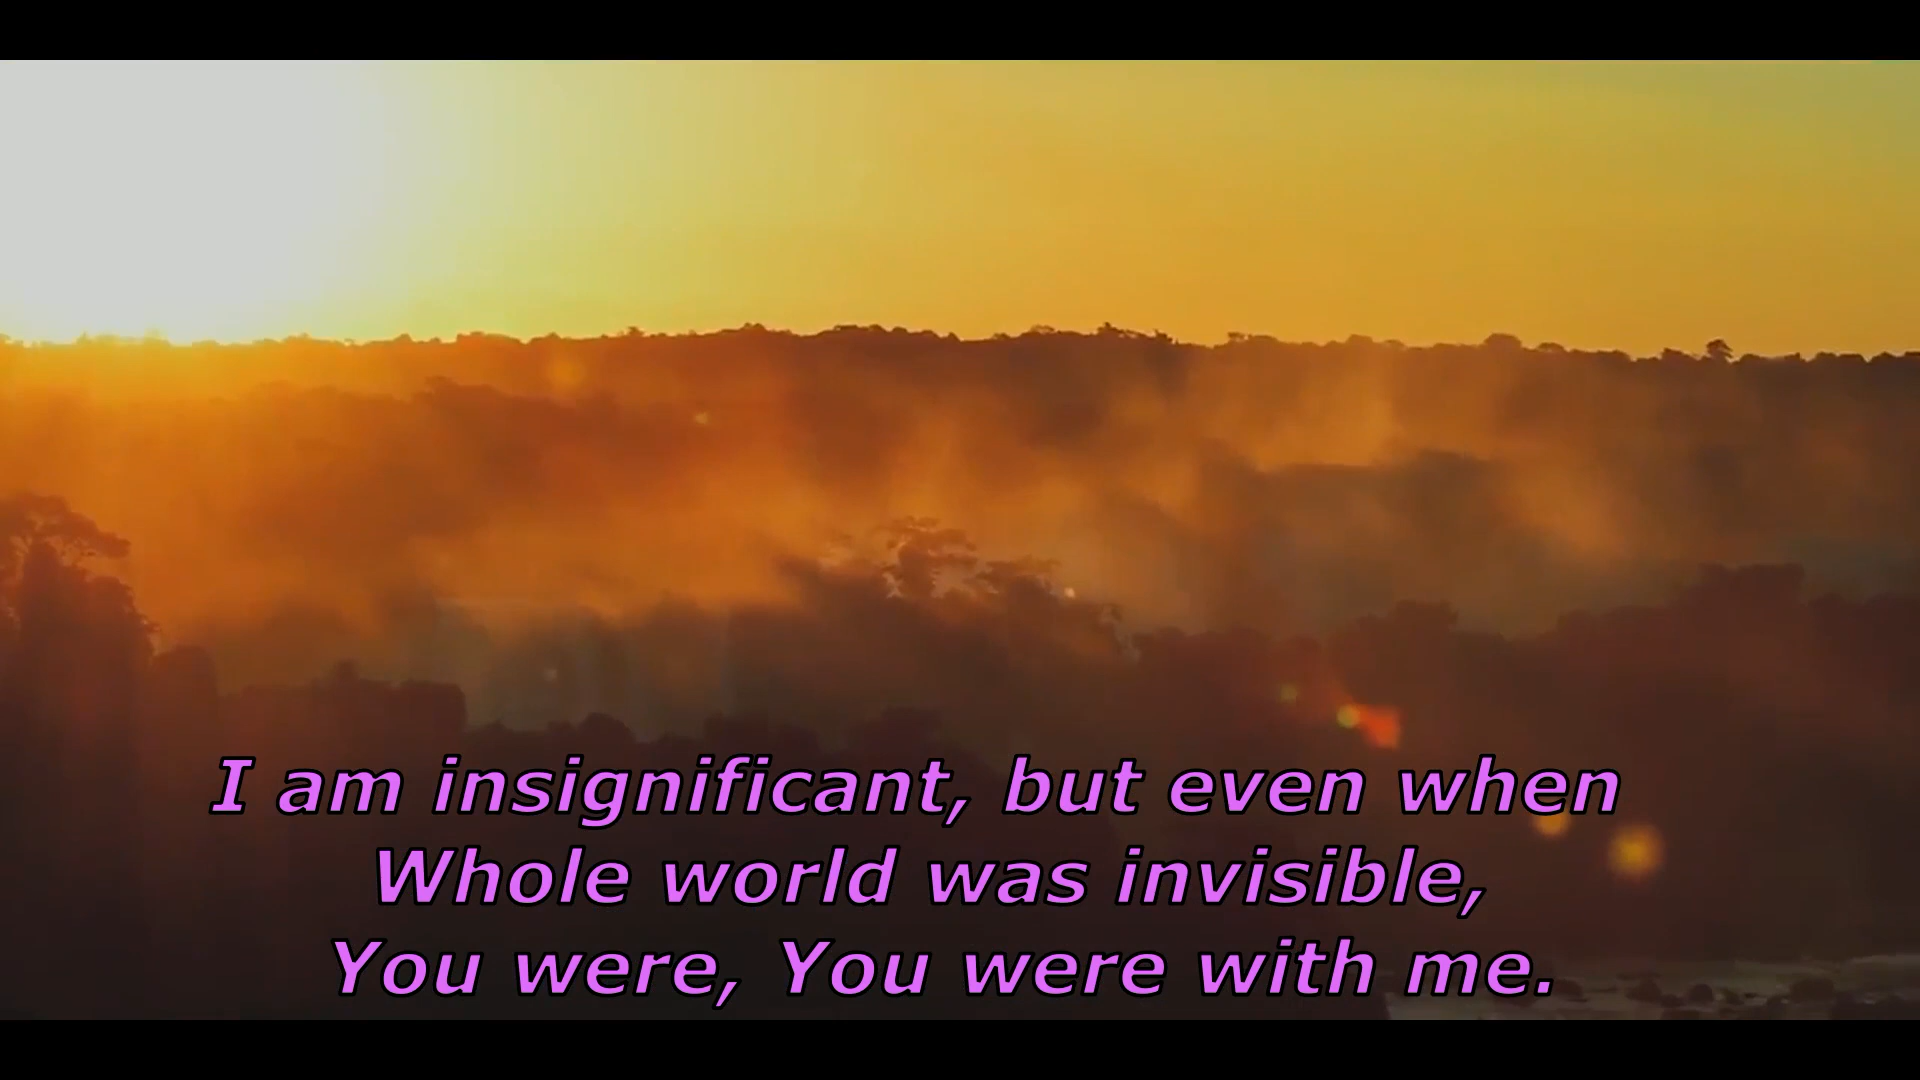 I am insignificant, but even when
Whole world was invisible,
You were, You were with me.